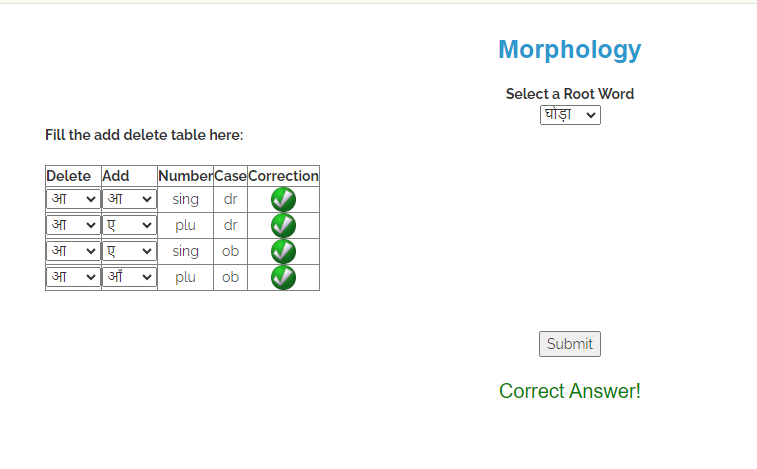 Morphology
Select a Root Word
घोड़ा
Fill the add delete table here:
Delete Add Number Case Correction
आ आ sing dr
आ ए plu dr
आ ए sing ob
आ ओं plu ob
Submit
Correct Answer!